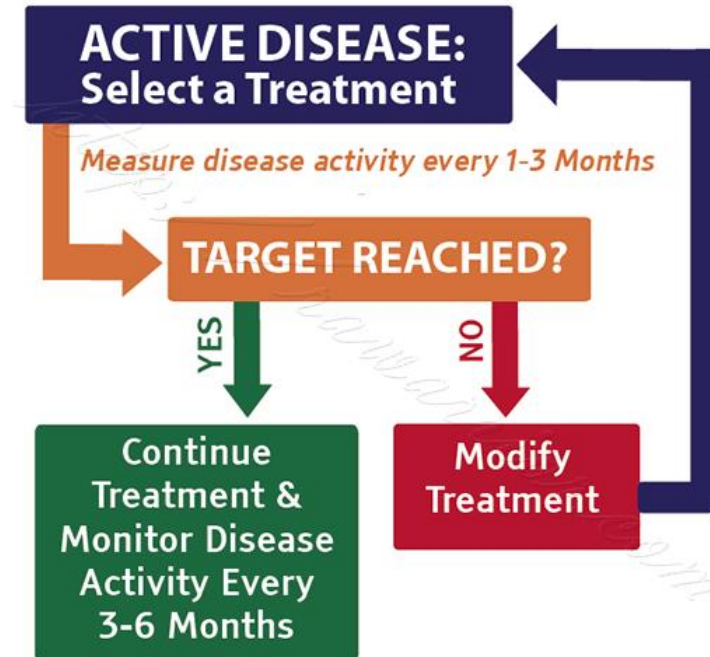 ACTIVE DISEASE:
Select a Treatment
Measure disease activity every 1-3 Months
TARGET REACHED?
YES
NO
Continue
Treatment &
Monitor Disease
Activity Every
3-6 Months
Modify
Treatment